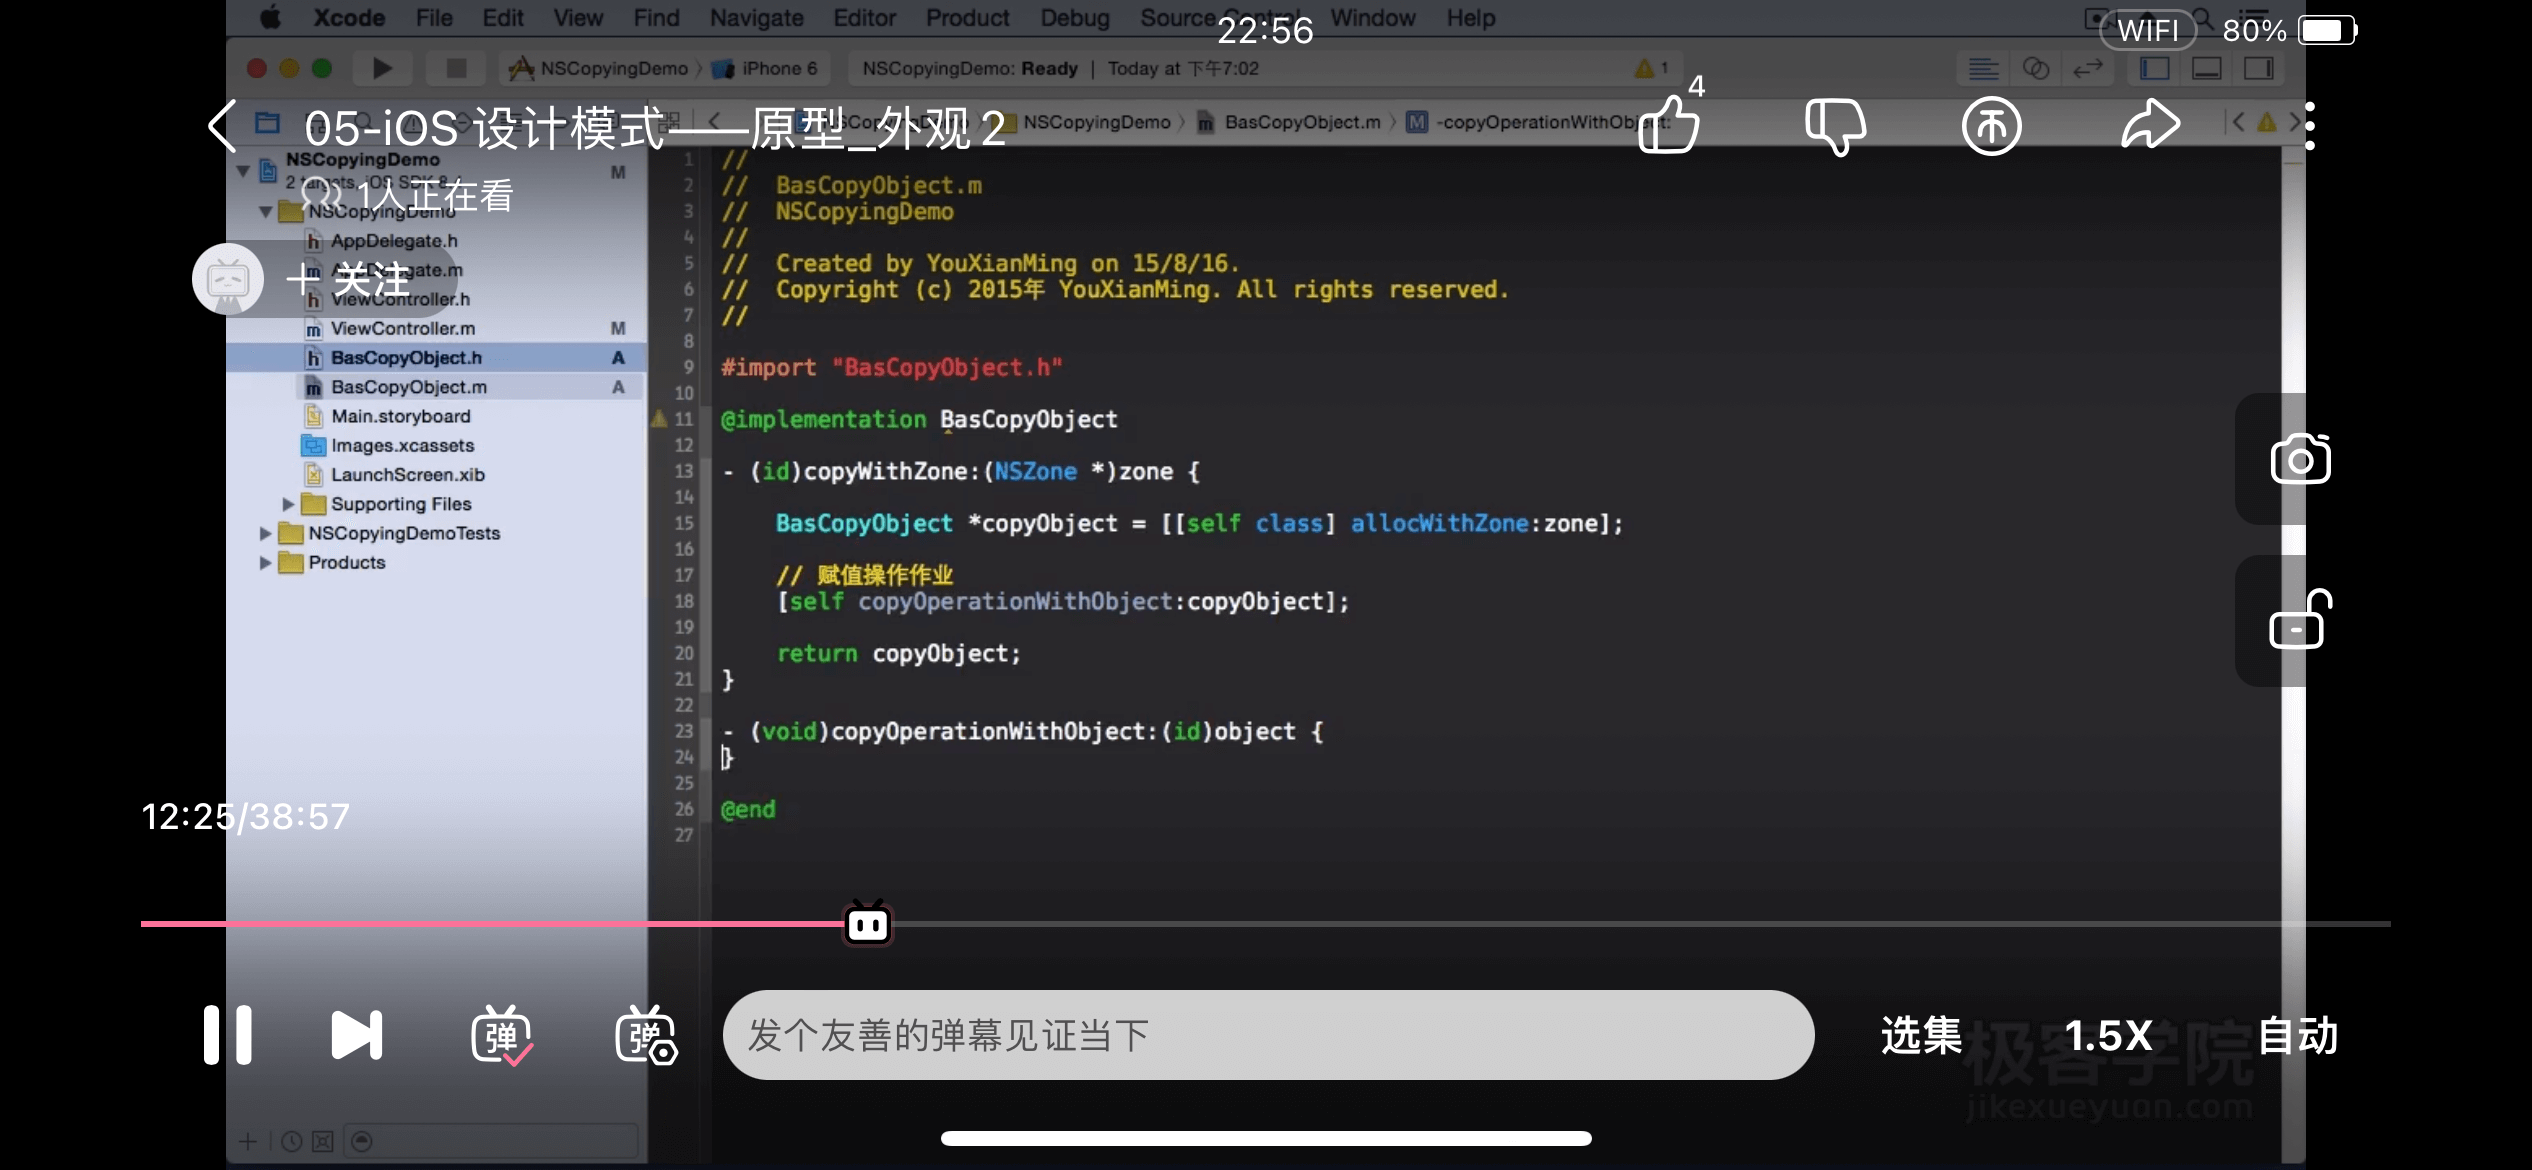 Xcode File Edit View Find Navigate Editor Product Debug Source Control Window Help
22:56
WIFI 80%
NSCopyingDemo iPhone 6
NSCopyingDemo: Ready | Today at 下午7:02
1
05-iOS 设计模式——原型_外观2
4
NSCopyingDemo
BasCopyObject.m
-copyOperationWithObject:
NSCopyingDemo
M
2 targets, iOS SDK 8.4
1人正在看
NSCopyingDemo
AppDelegate.h
AppDelegate.m
+ 关注
ViewController.h
ViewController.m M
BasCopyObject.h A
BasCopyObject.m A
Main.storyboard
Images.xcassets
LaunchScreen.xib
Supporting Files
NSCopyingDemoTests
Products
1 //
2 // BasCopyObject.m
3 // NSCopyingDemo
4 //
5 // Created by YouXianMing on 15/8/16.
6 // Copyright (c) 2015年 YouXianMing. All rights reserved.
7 //
8
9 #import "BasCopyObject.h"
10
11 @implementation BasCopyObject
12
13 - (id)copyWithZone:(NSZone *)zone {
14
15 BasCopyObject *copyObject = [[self class] allocWithZone:zone];
16
17 // 赋值操作作业
18 [self copyOperationWithObject:copyObject];
19
20 return copyObject;
21 }
22
23 - (void)copyOperationWithObject:(id)object {
24 }
25
26 @end
27
12:25/38:57
弹
弹
发个友善的弹幕见证当下
选集
1.5X
自动
极客学院
jikexueyuan.com